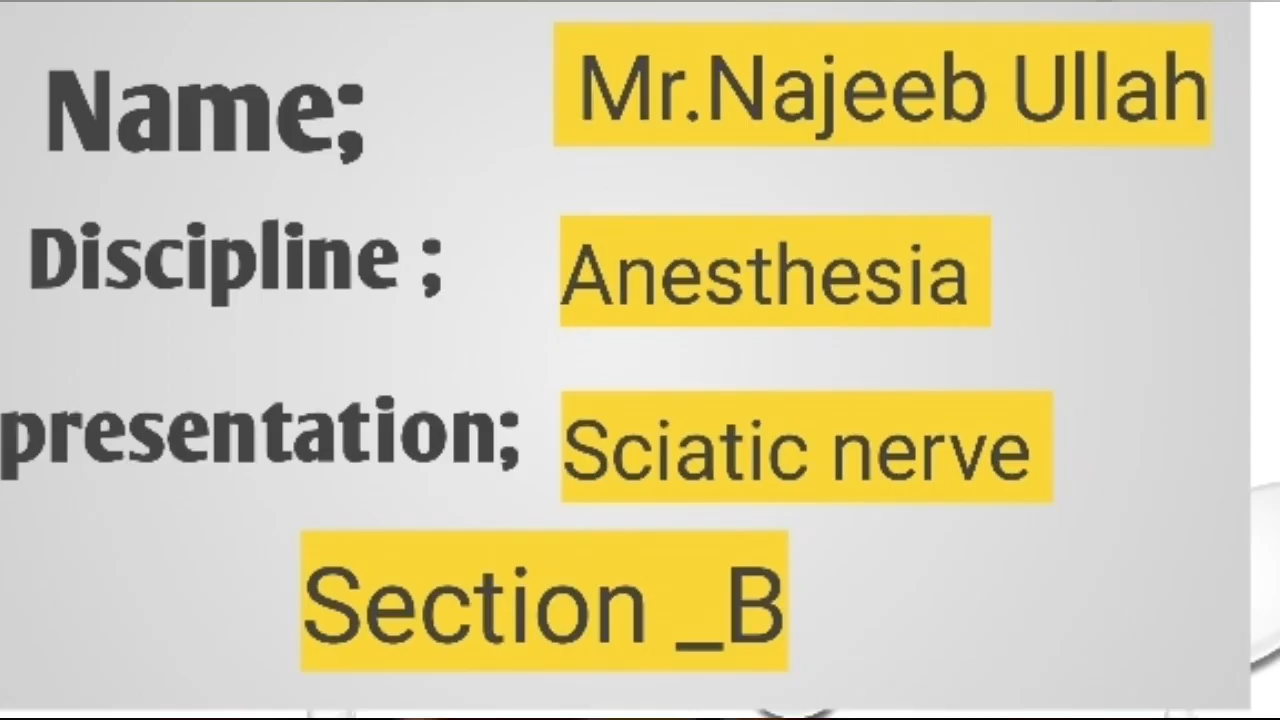 Name; Mr.Najeeb Ullah
Discipline ; Anesthesia
presentation; Sciatic nerve
Section _B